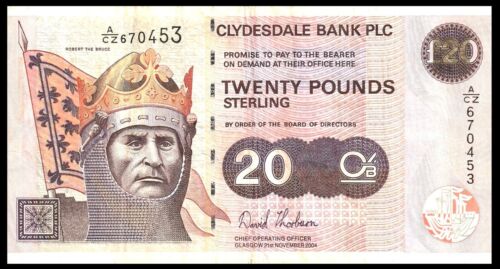 A/CZ 670453
ROBERT THE BRUCE
CLYDESDALE BANK PLC
PROMISE TO PAY TO THE BEARER
ON DEMAND AT THEIR OFFICE HERE
TWENTY POUNDS
STERLING
BY ORDER OF THE BOARD OF DIRECTORS
20
CB
David Thorburn
CHIEF OPERATING OFFICER
GLASGOW 21st NOVEMBER 2004
£20
A/CZ 670453